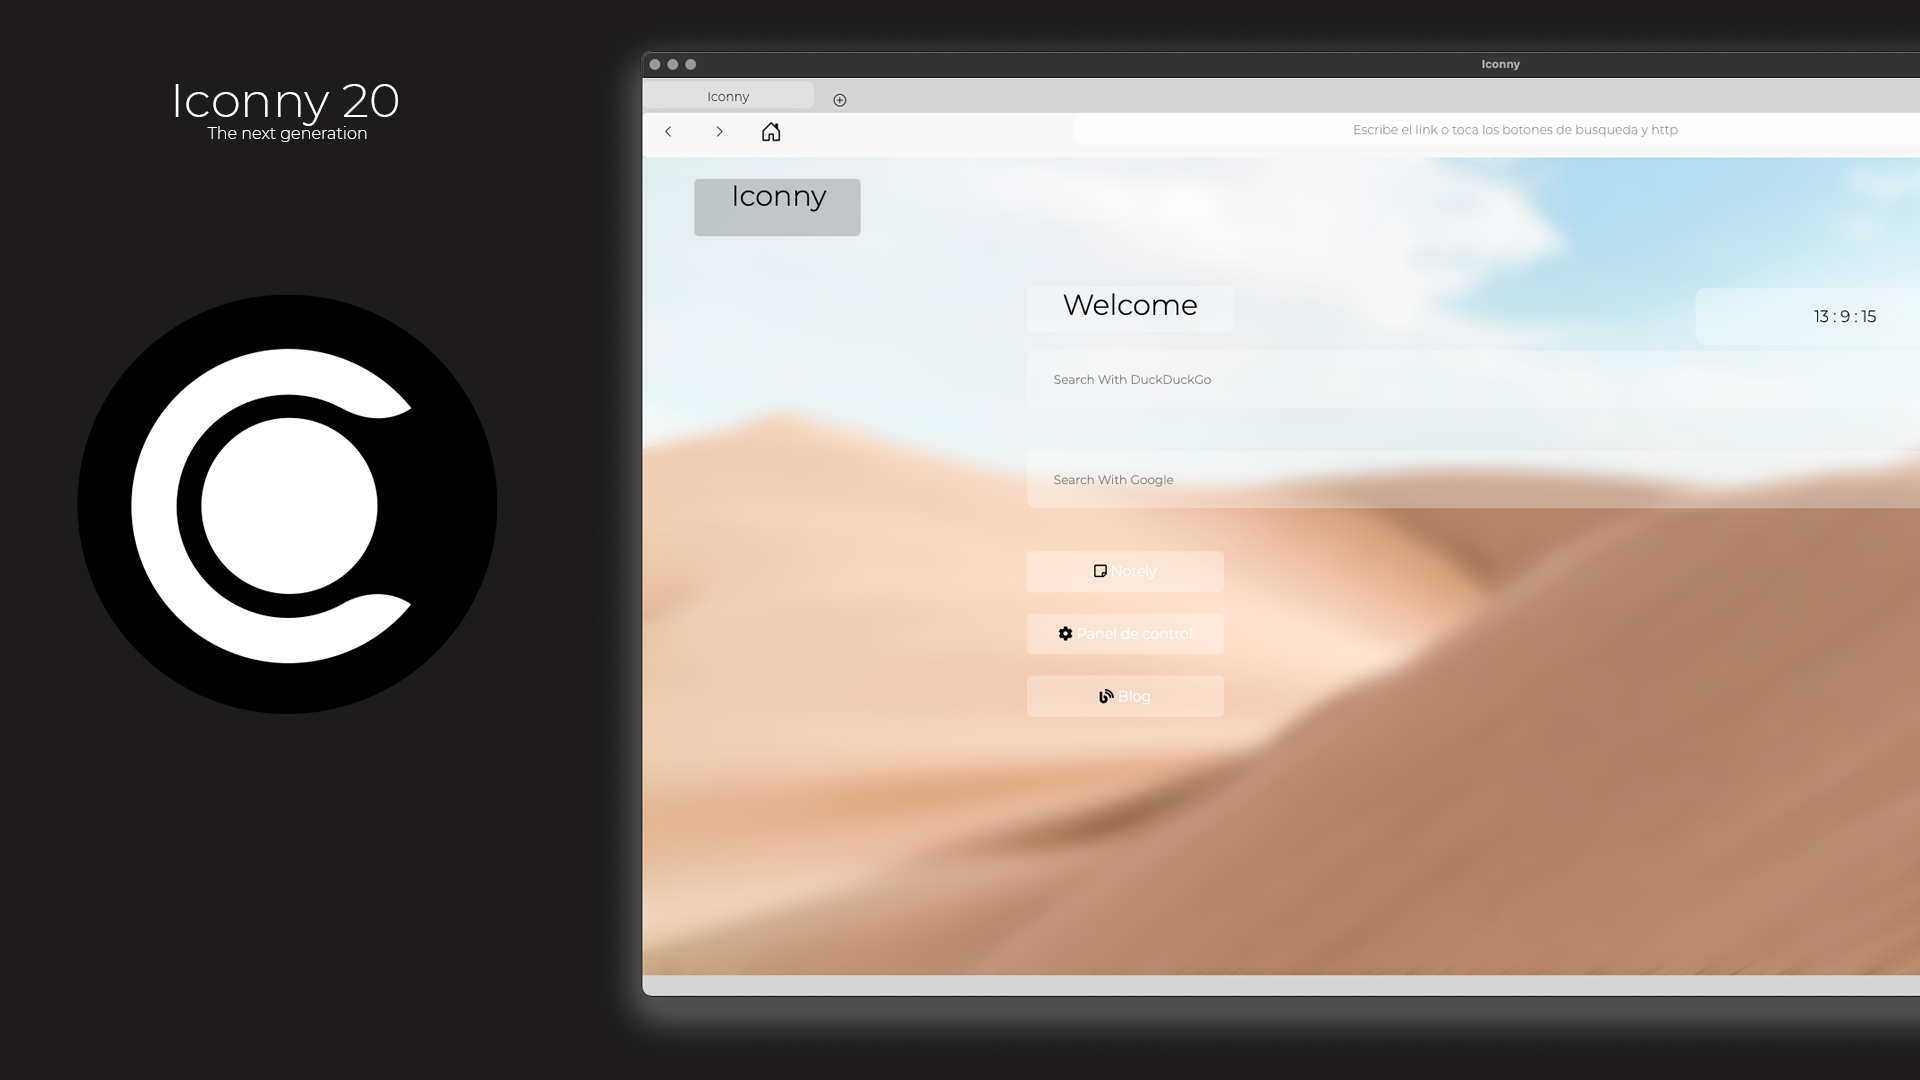 Iconny 20
The next generation
Iconny
Iconny
Escribe el link o toca los botones de busqueda y http
Iconny
Welcome
13 : 9 : 15
Search With DuckDuckGo
Search With Google
Notely
Panel de control
Blog